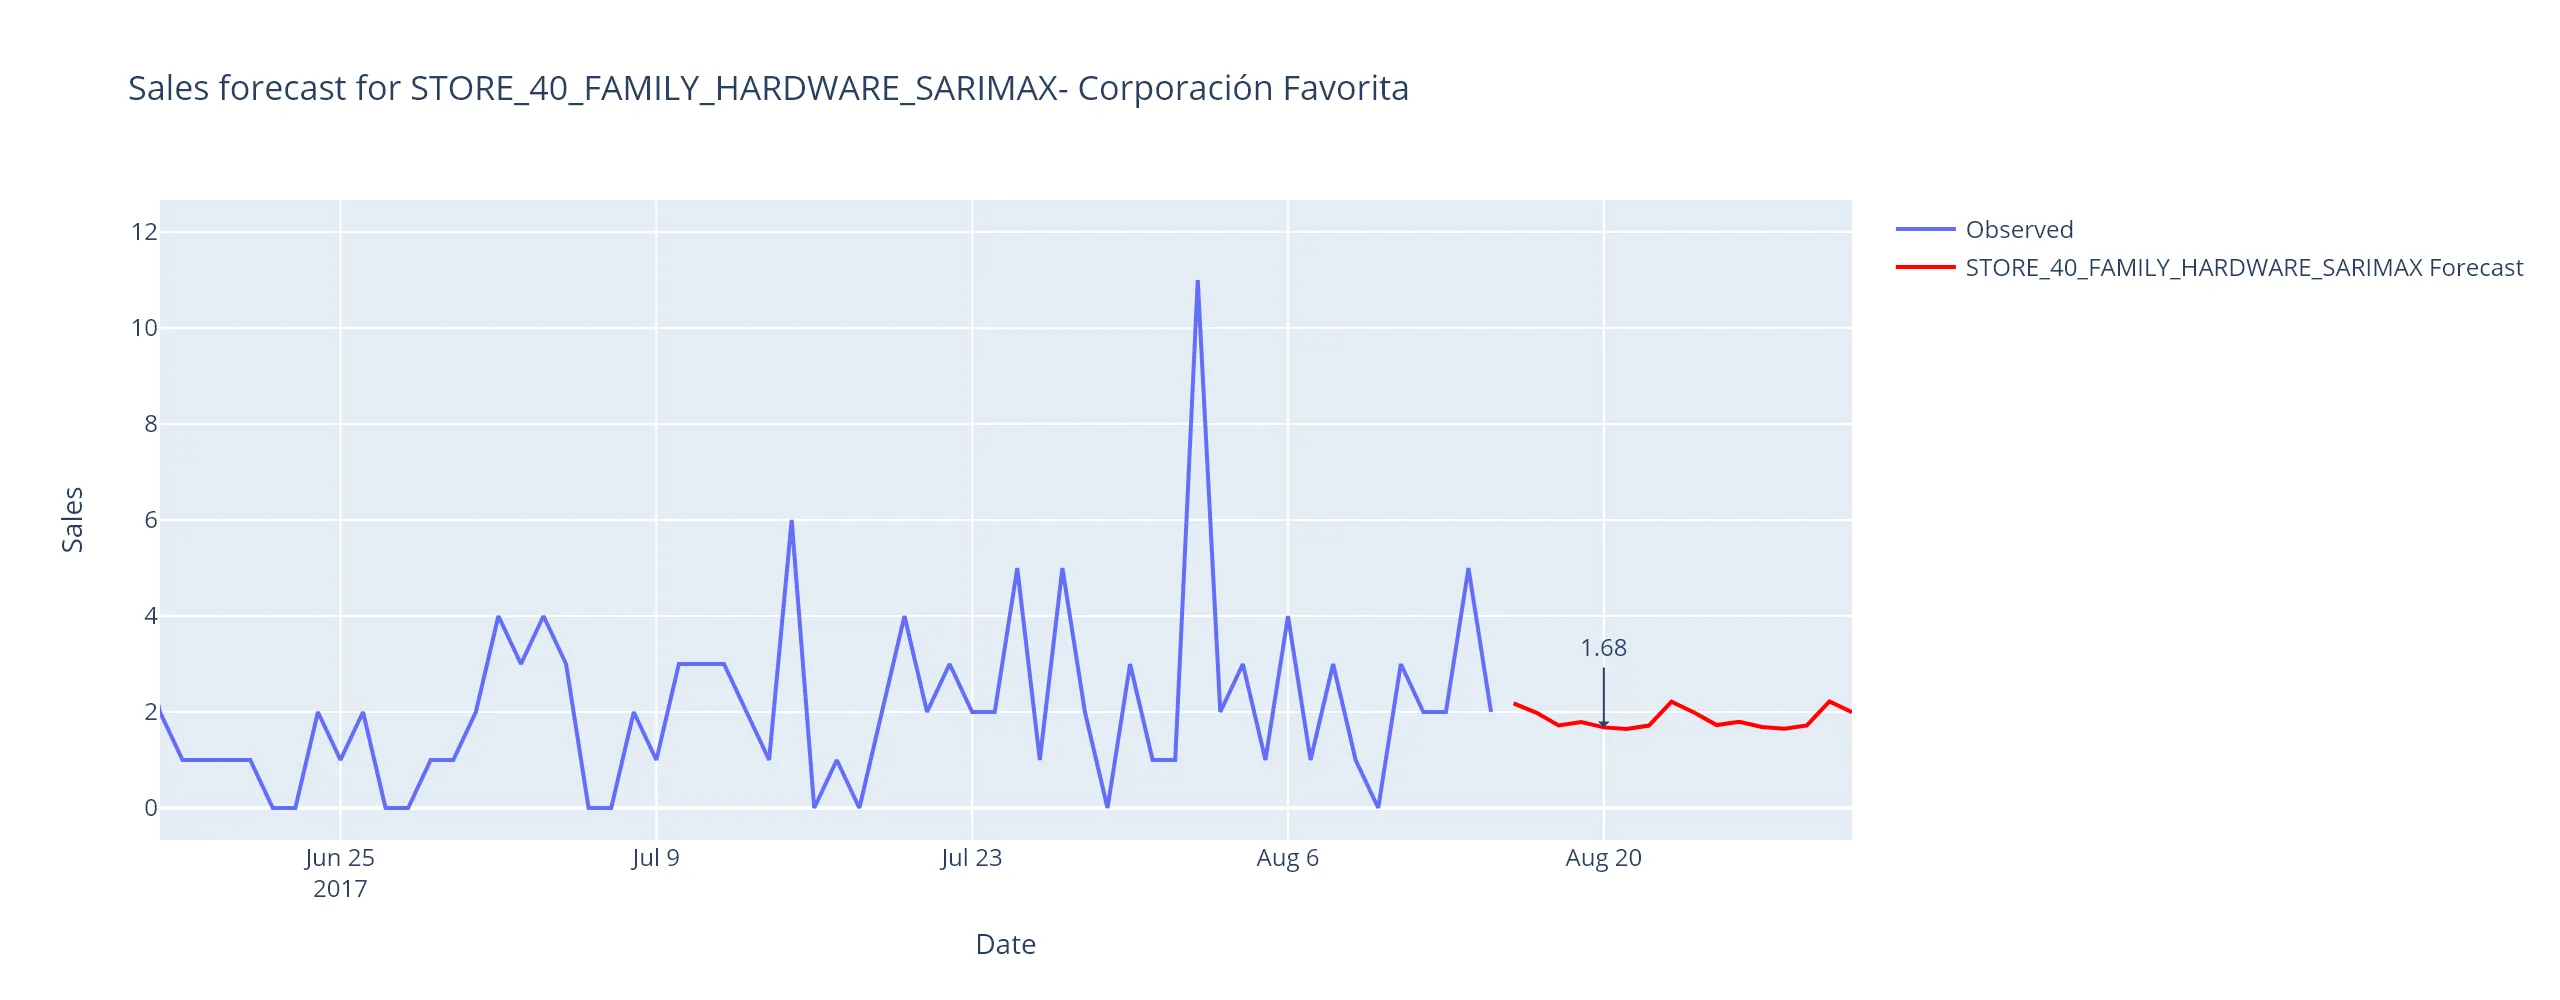 Sales forecast for STORE_40_FAMILY_HARDWARE_SARIMAX- Corporación Favorita
Observed
STORE_40_FAMILY_HARDWARE_SARIMAX Forecast
12
10
8
6
4
2
0
Sales
1.68
Jun 25
2017
Jul 9
Jul 23
Aug 6
Aug 20
Date